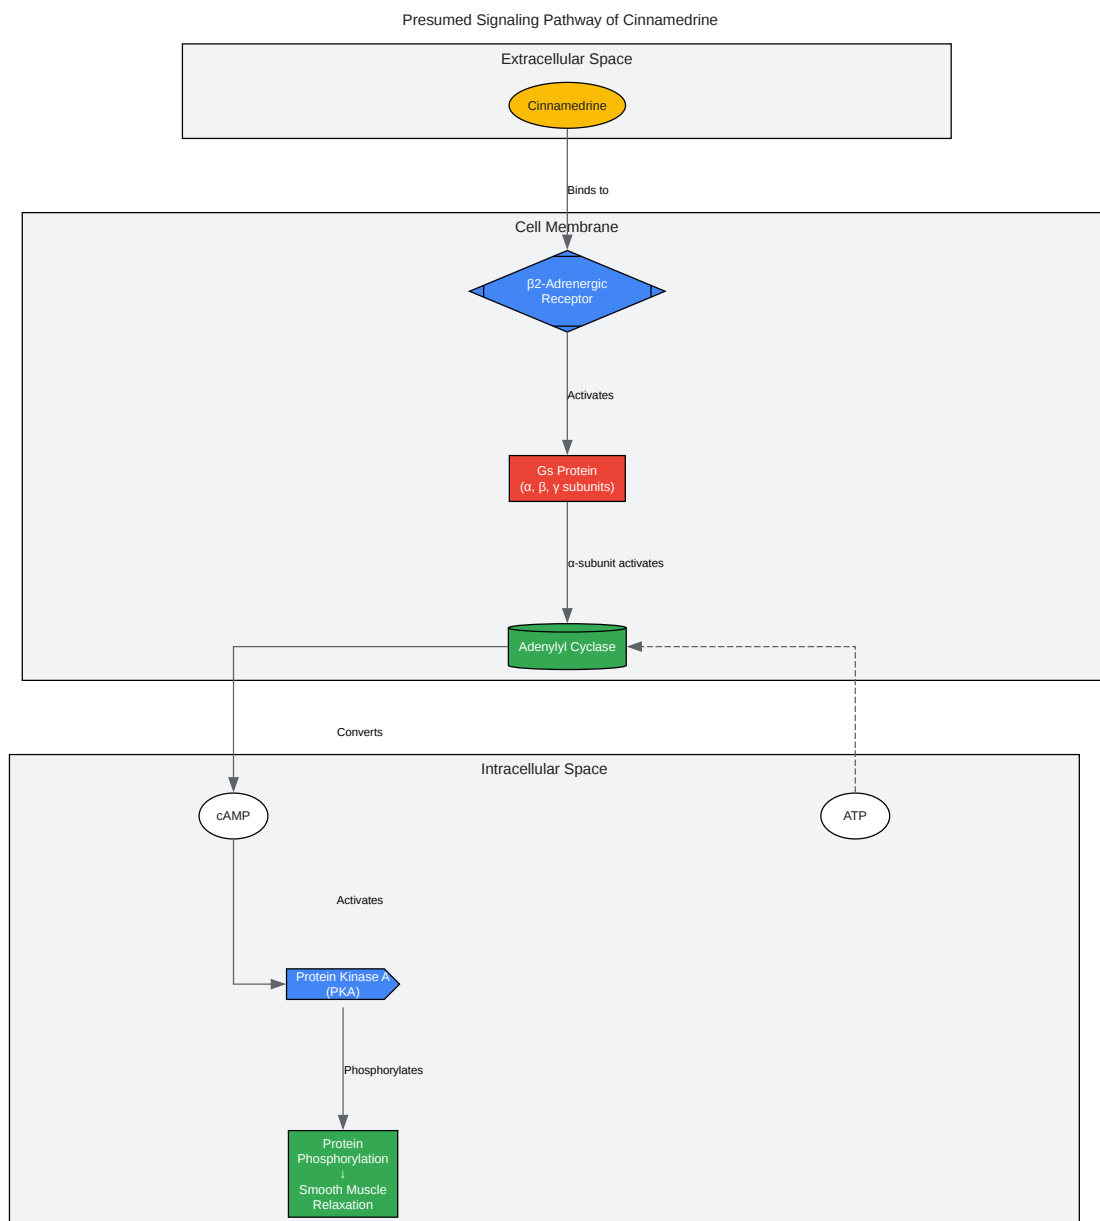 Presumed Signaling Pathway of Cinnamedrine
Extracellular Space
Cinnamedrine
Binds to
Cell Membrane
β2-Adrenergic
Receptor
Activates
Gs Protein
(α, β, γ subunits)
α-subunit activates
Adenylyl Cyclase
Converts
Intracellular Space
cAMP
ATP
Activates
Protein Kinase A
(PKA)
Phosphorylates
Protein
Phosphorylation
↓
Smooth Muscle
Relaxation